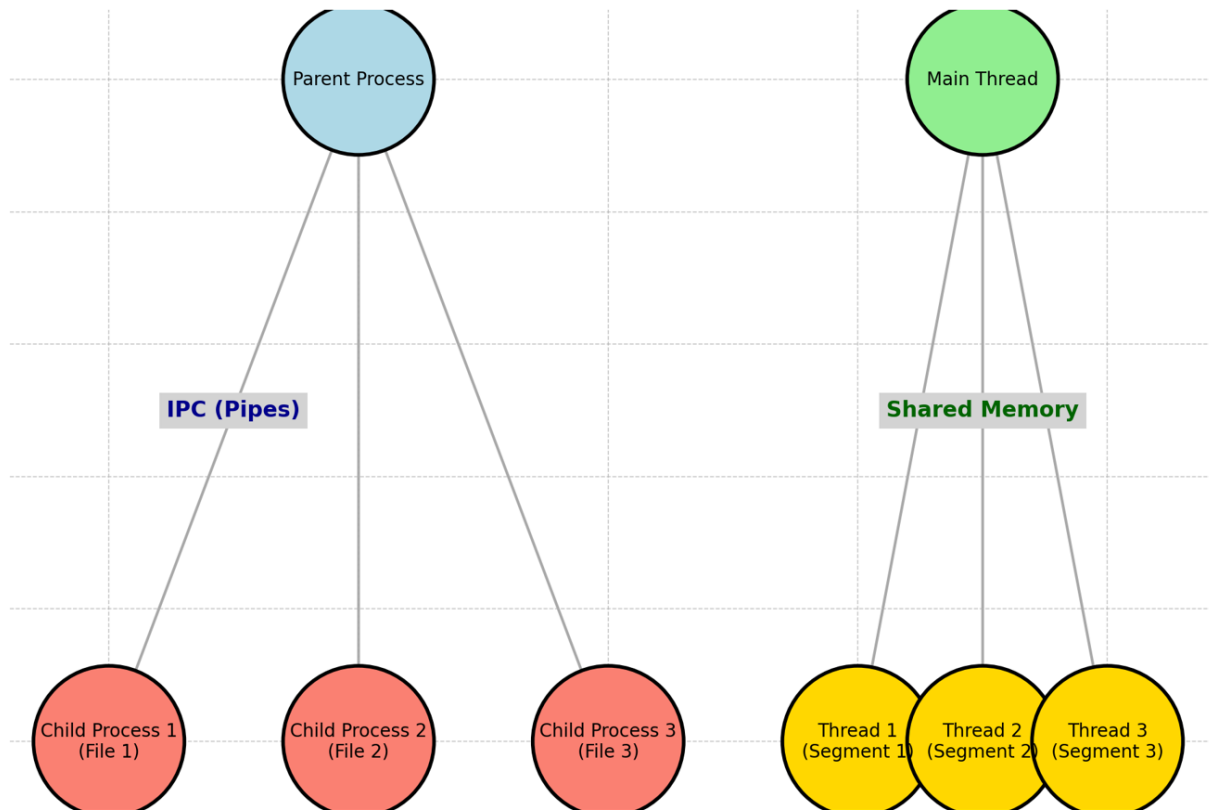 Parent Process
Main Thread
IPC (Pipes)
Shared Memory
Child Process 1
(File 1)
Child Process 2
(File 2)
Child Process 3
(File 3)
Thread 1
(Segment 1)
Thread 2
(Segment 2)
Thread 3
(Segment 3)